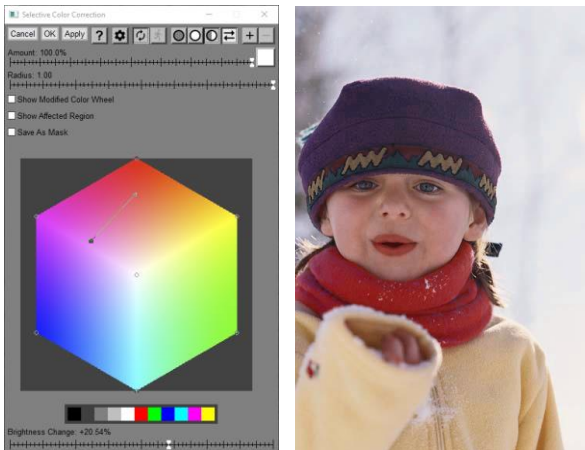 Selective Color Correction
Cancel OK Apply ? + -
Amount: 100.0%
Radius: 1.00
Show Modified Color Wheel
Show Affected Region
Save As Mask
Brightness Change: +20.54%